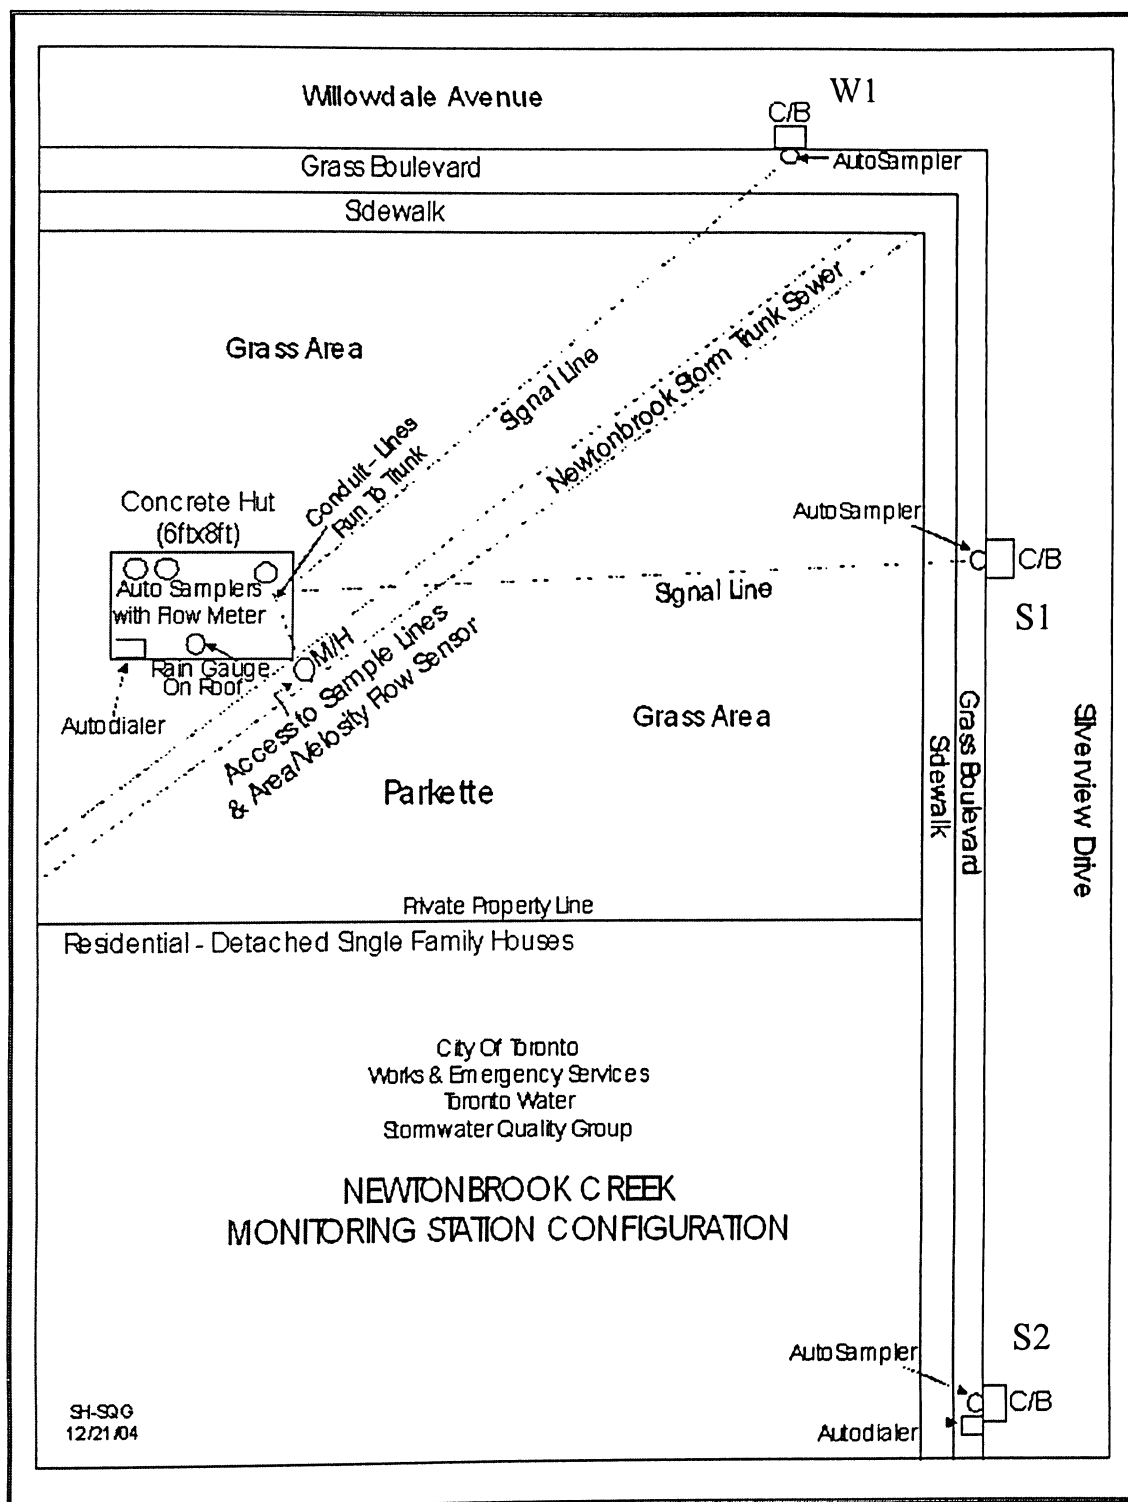 Willowdale Avenue
W1
C/B
AutoSampler
Grass Boulevard
Sidewalk
Grass Area
Signal Line
Newtonbrook Storm Trunk Sewer
Conduit - Lines
Run To Trunk
Concrete Hut
(6ftx8ft)
Auto Samplers
with Flow Meter
Rain Gauge
On Roof
Autodialer
M/H
Access to Sample Lines
& Area/Velocity Flow Sensor
AutoSampler
C/B
S1
Signal Line
Grass Area
Parkette
Sidewalk
Grass Boulevard
Silverview Drive
Private Property Line
Residential - Detached Single Family Houses
City Of Toronto
Works & Emergency Services
Toronto Water
Stormwater Quality Group
NEWTONBROOK CREEK
MONITORING STATION CONFIGURATION
S2
AutoSampler
C/B
Autodialer
SH-SQG
12/21/04